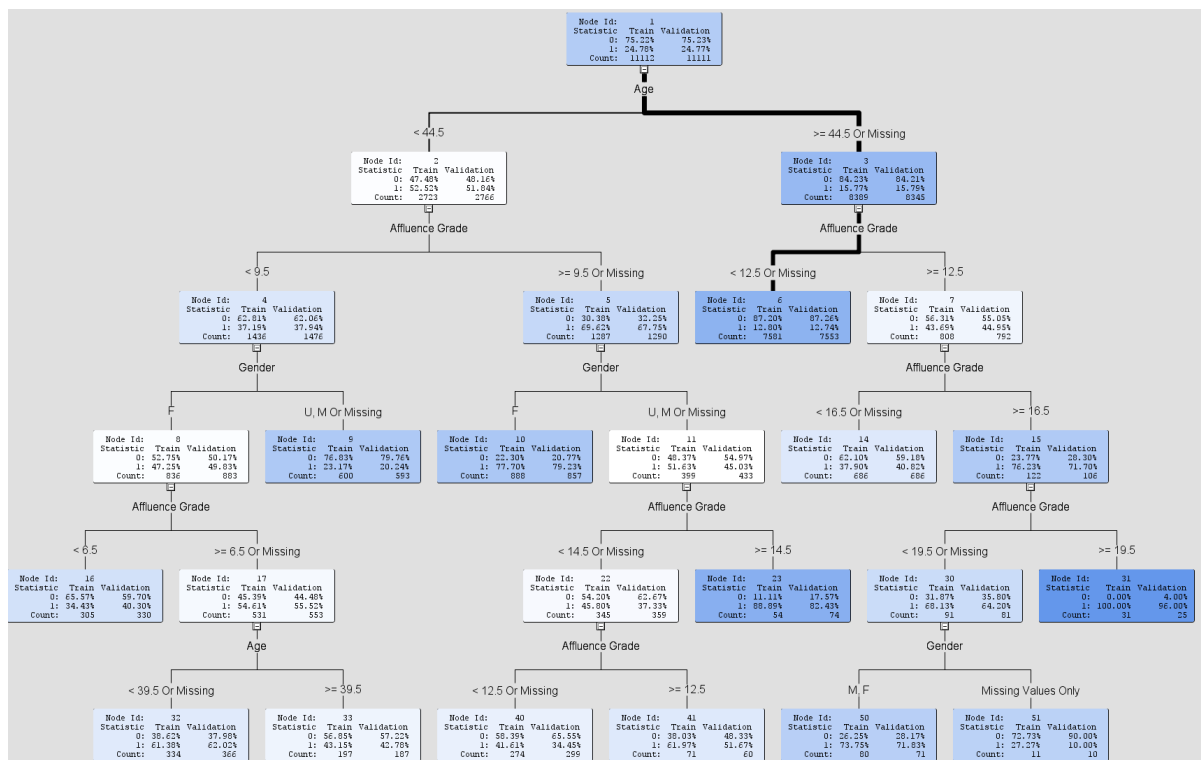 Node Id: 1
Statistic Train Validation
0: 75.22% 75.23%
1: 24.78% 24.77%
Count: 11112 11111
Age
< 44.5
>= 44.5 Or Missing
Node Id: 2
Statistic Train Validation
0: 47.48% 48.16%
1: 52.52% 51.84%
Count: 2723 2766
Node Id: 3
Statistic Train Validation
0: 84.23% 84.21%
1: 15.77% 15.79%
Count: 8389 8345
Affluence Grade
Affluence Grade
< 9.5
>= 9.5 Or Missing
< 12.5 Or Missing
>= 12.5
Node Id: 4
Statistic Train Validation
0: 62.81% 62.06%
1: 37.19% 37.94%
Count: 1436 1476
Node Id: 5
Statistic Train Validation
0: 30.38% 32.25%
1: 69.62% 67.75%
Count: 1287 1290
Node Id: 6
Statistic Train Validation
0: 87.20% 87.26%
1: 12.80% 12.74%
Count: 7581 7553
Node Id: 7
Statistic Train Validation
0: 56.31% 55.05%
1: 43.69% 44.95%
Count: 808 792
Gender
Gender
Affluence Grade
F
U, M Or Missing
F
U, M Or Missing
< 16.5 Or Missing
>= 16.5
Node Id: 8
Statistic Train Validation
0: 52.75% 50.17%
1: 47.25% 49.83%
Count: 836 883
Node Id: 9
Statistic Train Validation
0: 76.83% 79.76%
1: 23.17% 20.24%
Count: 600 593
Node Id: 10
Statistic Train Validation
0: 22.30% 20.77%
1: 77.70% 79.23%
Count: 888 857
Node Id: 11
Statistic Train Validation
0: 48.37% 54.97%
1: 51.63% 45.03%
Count: 399 433
Node Id: 14
Statistic Train Validation
0: 62.10% 59.18%
1: 37.90% 40.82%
Count: 686 686
Node Id: 15
Statistic Train Validation
0: 23.77% 28.30%
1: 76.23% 71.70%
Count: 122 106
Affluence Grade
Affluence Grade
Affluence Grade
< 6.5
>= 6.5 Or Missing
< 14.5 Or Missing
>= 14.5
< 19.5 Or Missing
>= 19.5
Node Id: 16
Statistic Train Validation
0: 65.57% 59.70%
1: 34.43% 40.30%
Count: 305 330
Node Id: 17
Statistic Train Validation
0: 45.39% 44.48%
1: 54.61% 55.52%
Count: 531 553
Node Id: 22
Statistic Train Validation
0: 54.20% 62.67%
1: 45.80% 37.33%
Count: 345 359
Node Id: 23
Statistic Train Validation
0: 11.11% 17.57%
1: 88.89% 82.43%
Count: 54 74
Node Id: 30
Statistic Train Validation
0: 31.87% 35.80%
1: 68.13% 64.20%
Count: 91 81
Node Id: 31
Statistic Train Validation
0: 0.00% 4.00%
1: 100.00% 96.00%
Count: 31 25
Age
Affluence Grade
Gender
< 39.5 Or Missing
>= 39.5
< 12.5 Or Missing
>= 12.5
M, F
Missing Values Only
Node Id: 32
Statistic Train Validation
0: 38.62% 37.98%
1: 61.38% 62.02%
Count: 334 366
Node Id: 33
Statistic Train Validation
0: 56.85% 57.22%
1: 43.15% 42.78%
Count: 197 187
Node Id: 40
Statistic Train Validation
0: 58.39% 65.55%
1: 41.61% 34.45%
Count: 274 299
Node Id: 41
Statistic Train Validation
0: 38.03% 48.33%
1: 61.97% 51.67%
Count: 71 60
Node Id: 50
Statistic Train Validation
0: 26.25% 28.17%
1: 73.75% 71.83%
Count: 80 71
Node Id: 51
Statistic Train Validation
0: 72.73% 90.00%
1: 27.27% 10.00%
Count: 11 10